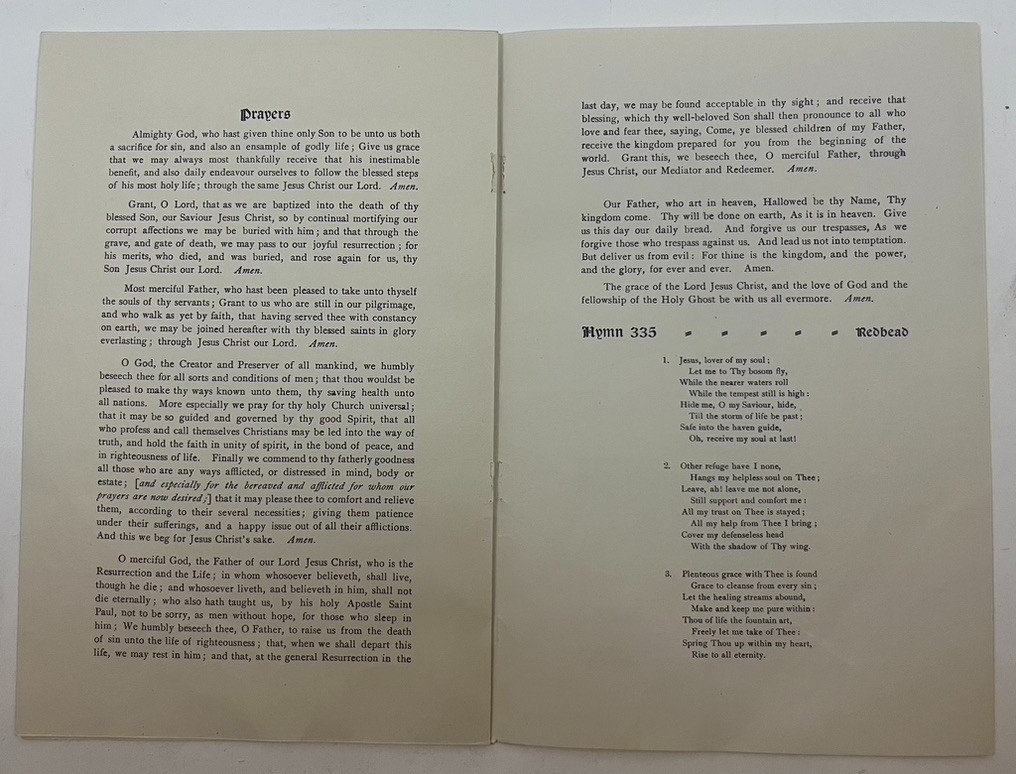 Prayers
Almighty God, who hast given thine only Son to be unto us both
a sacrifice for sin, and also an ensample of godly life; Give us grace
that we may always most thankfully receive that his inestimable
benefit, and also daily endeavour ourselves to follow the blessed steps
of his most holy life; through the same Jesus Christ our Lord. Amen.
Grant, O Lord, that as we are baptized into the death of thy
blessed Son, our Saviour Jesus Christ, so by continual mortifying our
corrupt affections we may be buried with him; and that through the
grave, and gate of death, we may pass to our joyful resurrection; for
his merits, who died, and was buried, and rose again for us, thy
Son Jesus Christ our Lord. Amen.
Most merciful Father, who hast been pleased to take unto thyself
the souls of thy servants; Grant to us who are still in our pilgrimage,
and who walk as yet by faith, that having served thee with constancy
on earth, we may be joined hereafter with thy blessed saints in glory
everlasting; through Jesus Christ our Lord. Amen.
O God, the Creator and Preserver of all mankind, we humbly
beseech thee for all sorts and conditions of men; that thou wouldst be
pleased to make thy ways known unto them, thy saving health unto
all nations. More especially we pray for thy holy Church universal;
that it may be so guided and governed by thy good Spirit, that all
who profess and call themselves Christians may be led into the way of
truth, and hold the faith in unity of spirit, in the bond of peace, and
in righteousness of life. Finally we commend to thy fatherly goodness
all those who are any ways afflicted, or distressed in mind, body or
estate; [and especially for the bereaved and afflicted for whom our
prayers are now desired;] that it may please thee to comfort and relieve
them, according to their several necessities; giving them patience
under their sufferings, and a happy issue out of all their afflictions.
And this we beg for Jesus Christ's sake. Amen.
O merciful God, the Father of our Lord Jesus Christ, who is the
Resurrection and the Life; in whom whosoever believeth, shall live,
though he die; and whosoever liveth, and believeth in him, shall not
die eternally; who also hath taught us, by his holy Apostle Saint
Paul, not to be sorry, as men without hope, for those who sleep in
him; We humbly beseech thee, O Father, to raise us from the death
of sin unto the life of righteousness; that, when we shall depart this
life, we may rest in him; and that, at the general Resurrection in the
last day, we may be found acceptable in thy sight; and receive that
blessing, which thy well-beloved Son shall then pronounce to all who
love and fear thee, saying, Come, ye blessed children of my Father,
receive the kingdom prepared for you from the beginning of the
world. Grant this, we beseech thee, O merciful Father, through
Jesus Christ, our Mediator and Redeemer. Amen.
Our Father, who art in heaven, Hallowed be thy Name, Thy
kingdom come. Thy will be done on earth, As it is in heaven. Give
us this day our daily bread. And forgive us our trespasses, As we
forgive those who trespass against us. And lead us not into temptation.
But deliver us from evil: For thine is the kingdom, and the power,
and the glory, for ever and ever. Amen.
The grace of the Lord Jesus Christ, and the love of God and the
fellowship of the Holy Ghost be with us all evermore. Amen.
Hymn 335 Redhead
1. Jesus, lover of my soul;
Let me to Thy bosom fly,
While the nearer waters roll
While the tempest still is high:
Hide me, O my Saviour, hide,
Till the storm of life be past;
Safe into the haven guide,
Oh, receive my soul at last!
2. Other refuge have I none,
Hangs my helpless soul on Thee;
Leave, ah! leave me not alone,
Still support and comfort me:
All my trust on Thee is stayed;
All my help from Thee I bring;
Cover my defenseless head
With the shadow of Thy wing.
3. Plenteous grace with Thee is found
Grace to cleanse from every sin;
Let the healing streams abound,
Make and keep me pure within:
Thou of life the fountain art,
Freely let me take of Thee:
Spring Thou up within my heart,
Rise to all eternity.